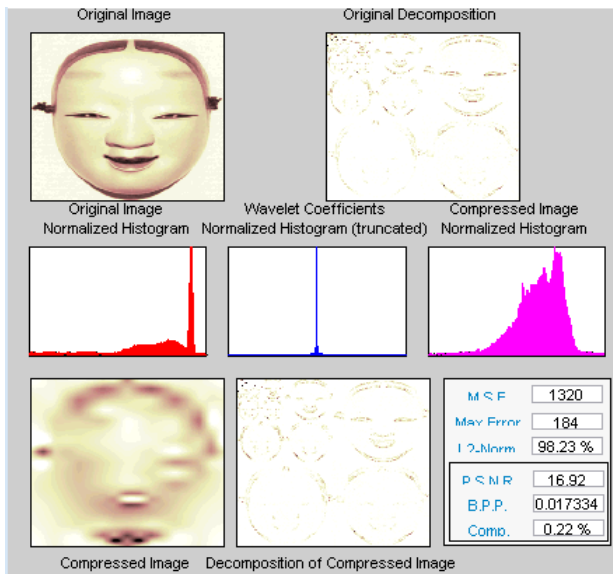 Original Image
Original Decomposition
Original Image
Normalized Histogram
Wavelet Coefficients
Normalized Histogram (truncated)
Compressed Image
Normalized Histogram
M.S.E. 1320
Max Error 184
L2-Norm 98.23 %
P.S.N.R. 16.92
B.P.P. 0.017334
Comp. 0.22 %
Compressed Image
Decomposition of Compressed Image